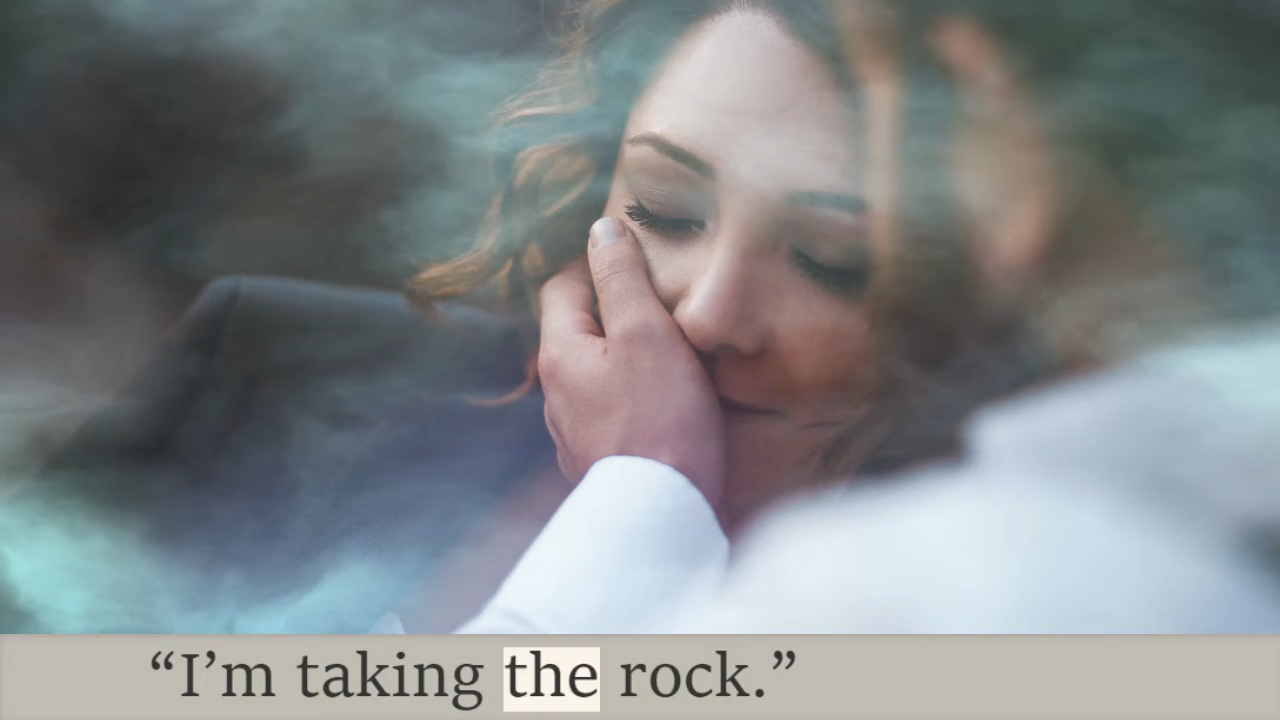 “I’m taking the rock.”